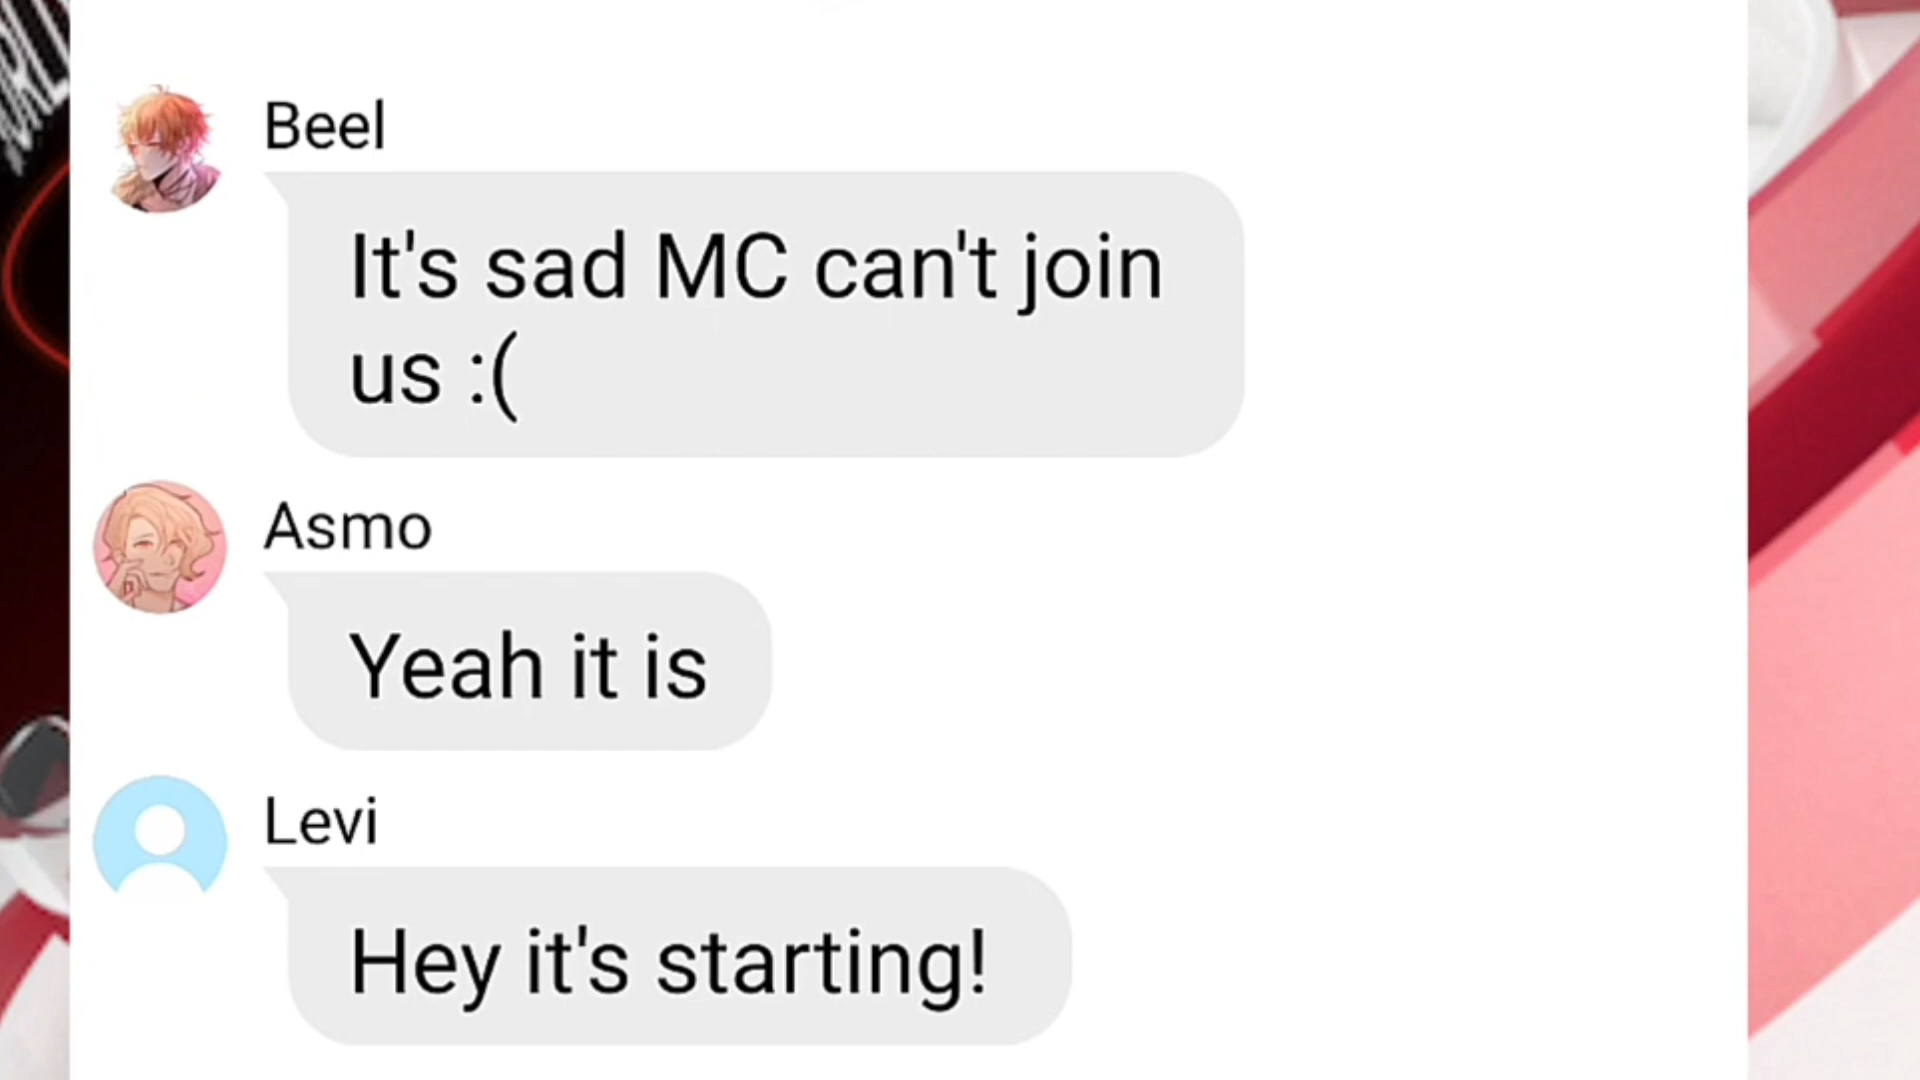 Beel
It's sad MC can't join
us :(
Asmo
Yeah it is
Levi
Hey it's starting!